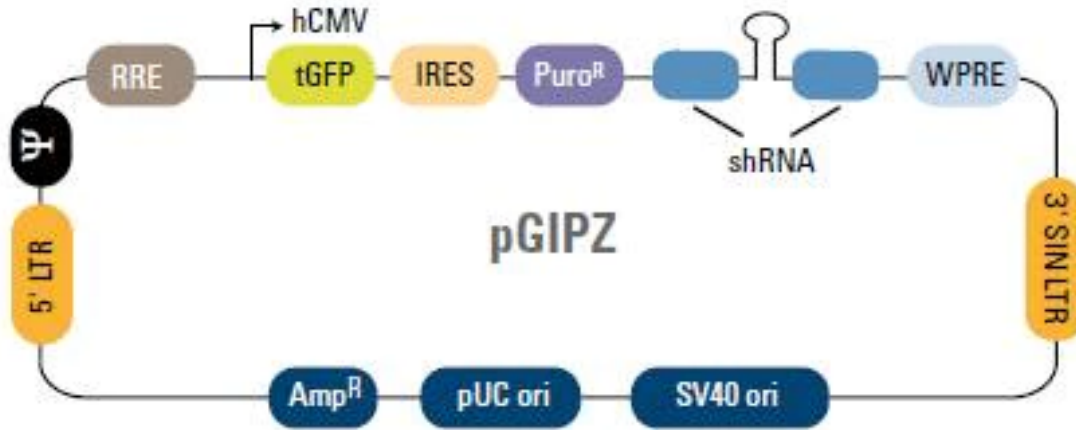 hCMV
RRE
tGFP
IRES
Puroᴿ
WPRE
shRNA
Ψ
pGIPZ
5' LTR
3' SIN LTR
Ampᴿ
pUC ori
SV40 ori